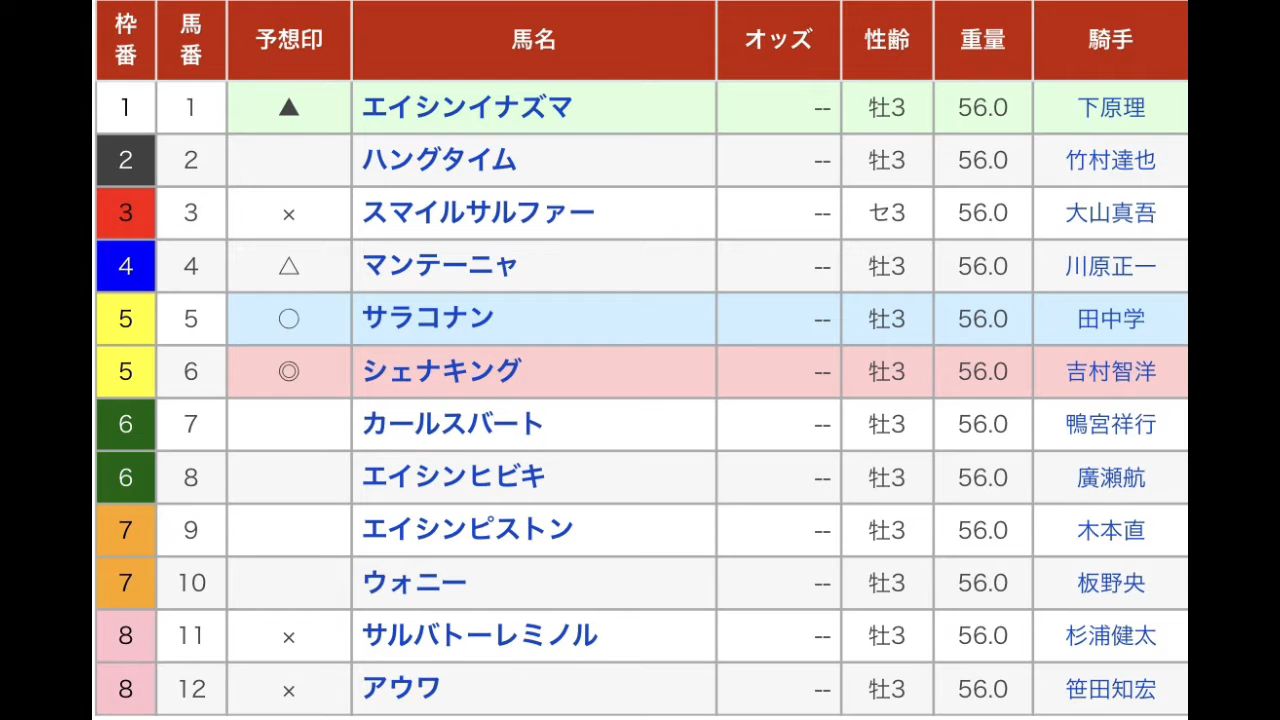 枠番 馬番 予想印 馬名 オッズ 性齢 重量 騎手
1 1 ▲ エイシンイナズマ -- 牡3 56.0 下原理
2 2 ハングタイム -- 牡3 56.0 竹村達也
3 3 × スマイルサルファー -- セ3 56.0 大山真吾
4 4 △ マンテーニャ -- 牡3 56.0 川原正一
5 5 ○ サラコナン -- 牡3 56.0 田中学
5 6 ◎ シェナキング -- 牡3 56.0 吉村智洋
6 7 カールスバート -- 牡3 56.0 鴨宮祥行
6 8 エイシンヒビキ -- 牡3 56.0 廣瀬航
7 9 エイシンピストン -- 牡3 56.0 木本直
7 10 ウォニー -- 牡3 56.0 板野央
8 11 × サルバトーレミノル -- 牡3 56.0 杉浦健太
8 12 × アウワ -- 牡3 56.0 笹田知宏